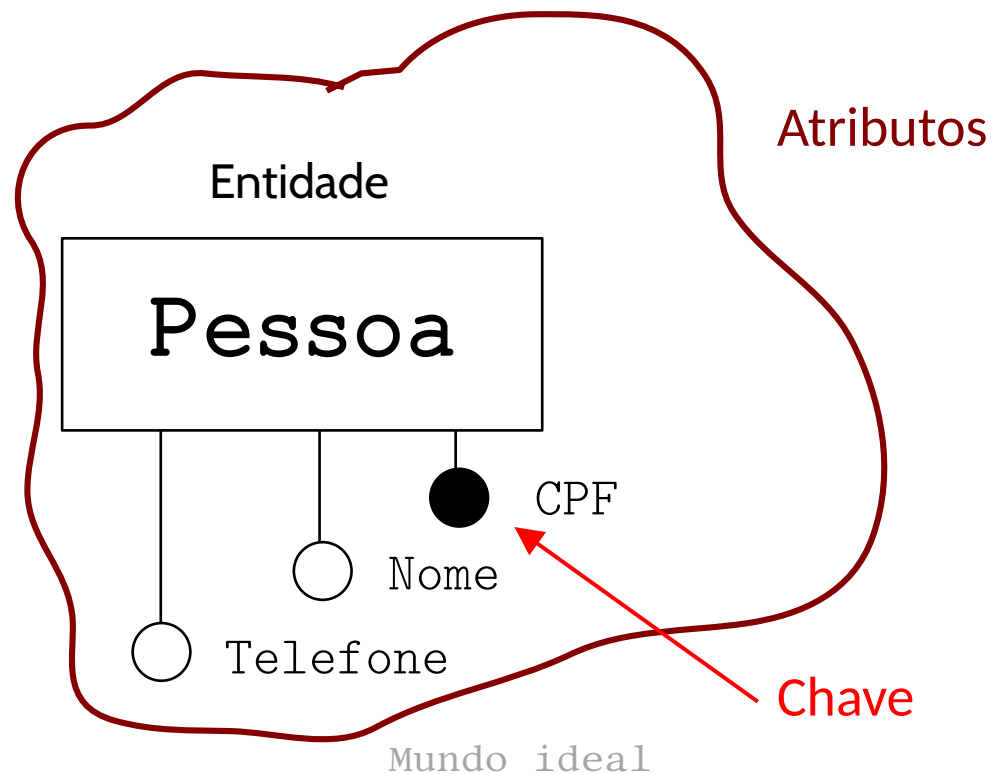 Atributos
Entidade
Pessoa
CPF
Nome
Telefone
Chave
Mundo ideal